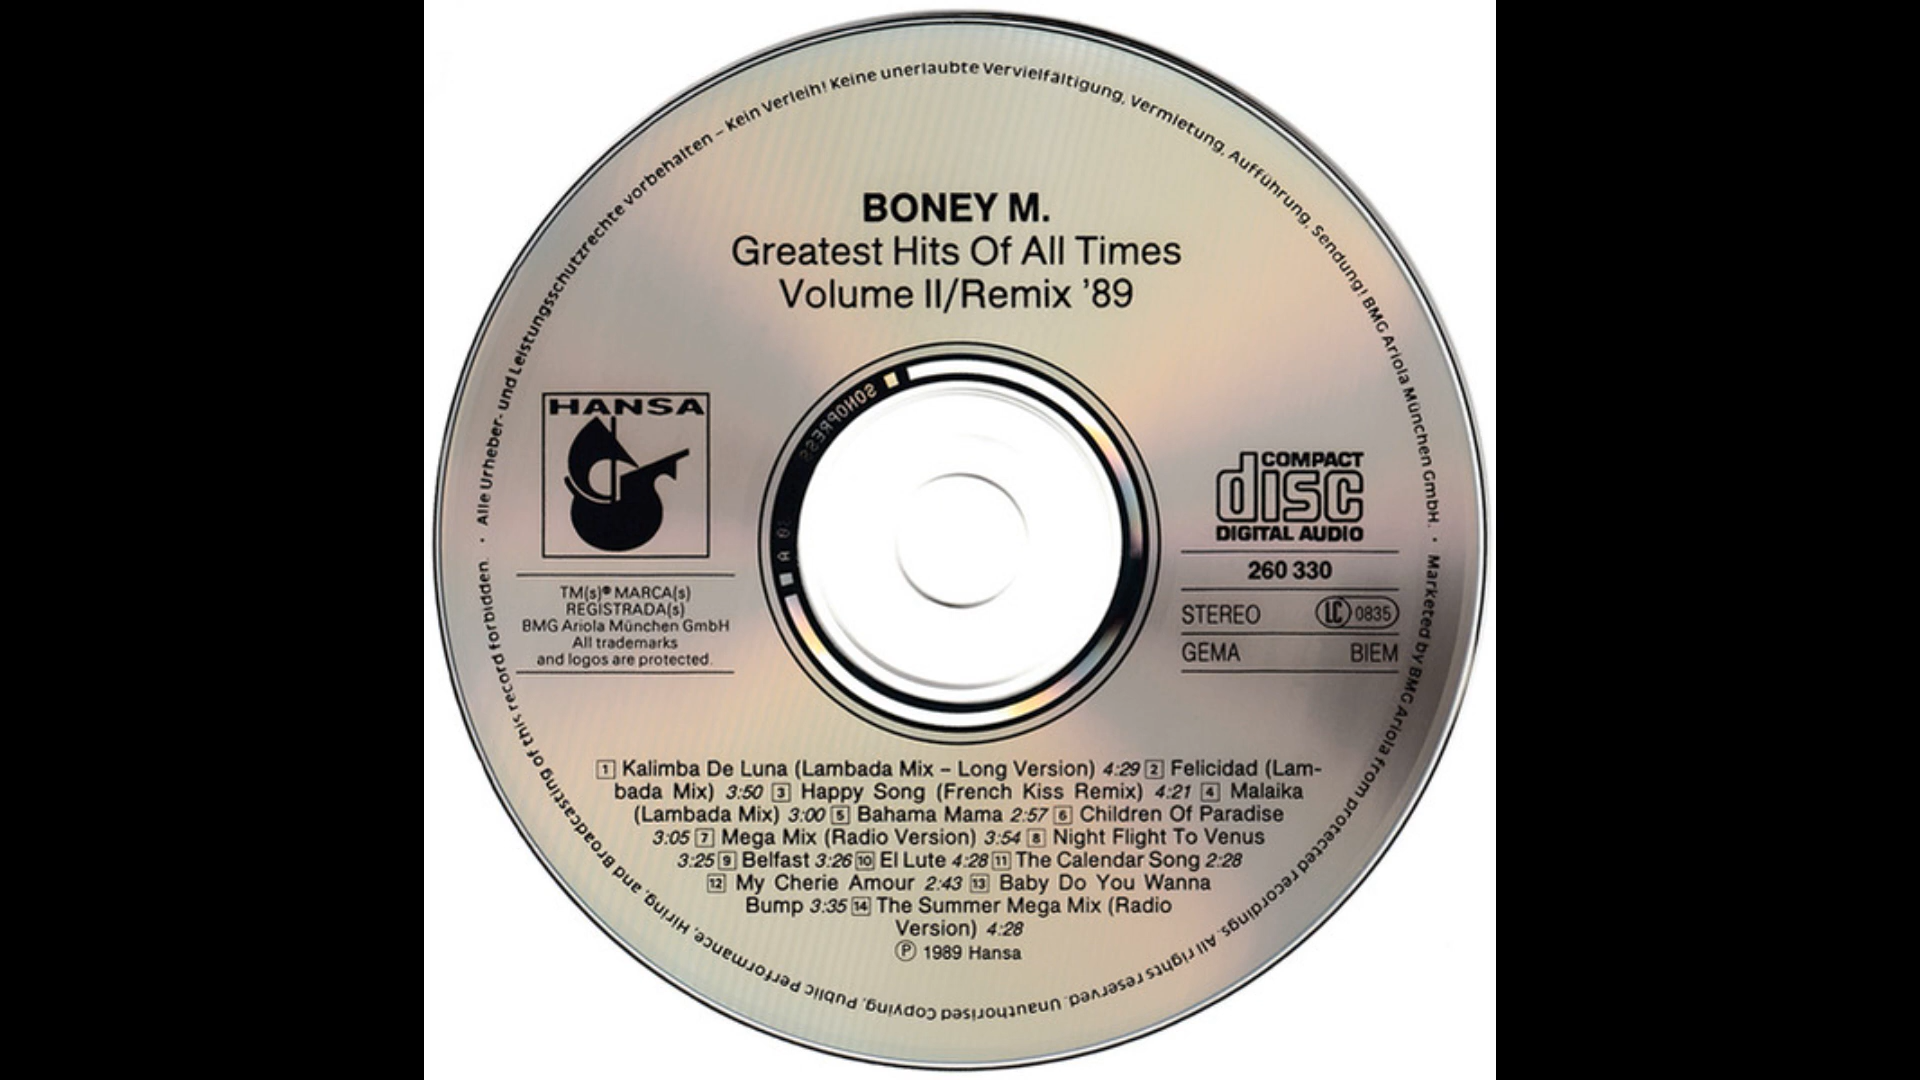 Alle Urheber- und Leistungsschutzrechte vorbehalten – Kein Verleih! Keine unerlaubte Vervielfältigung, Vermietung, Aufführung, Sendung! BMG Ariola München GmbH. •
BONEY M.
Greatest Hits Of All Times
Volume II/Remix '89
SONOPRESS
HANSA
TM(s)® MARCA(s)
REGISTRADA(s)
BMG Ariola München GmbH
All trademarks
and logos are protected.
COMPACT
disc
DIGITAL AUDIO
260 330
STEREO LC 0835
GEMA BIEM
1 Kalimba De Luna (Lambada Mix – Long Version) 4:29 2 Felicidad (Lam-
bada Mix) 3:50 3 Happy Song (French Kiss Remix) 4:21 4 Malaika
(Lambada Mix) 3:00 5 Bahama Mama 2:57 6 Children Of Paradise
3:05 7 Mega Mix (Radio Version) 3:54 8 Night Flight To Venus
3:25 9 Belfast 3:26 10 El Lute 4:28 11 The Calendar Song 2:28
12 My Cherie Amour 2:43 13 Baby Do You Wanna
Bump 3:35 14 The Summer Mega Mix (Radio
Version) 4:28
℗ 1989 Hansa
Marketed by BMG Ariola from protected recordings. All rights reserved. Unauthorised Copying, Public Performance, Hiring, and Broadcasting of this record forbidden. •